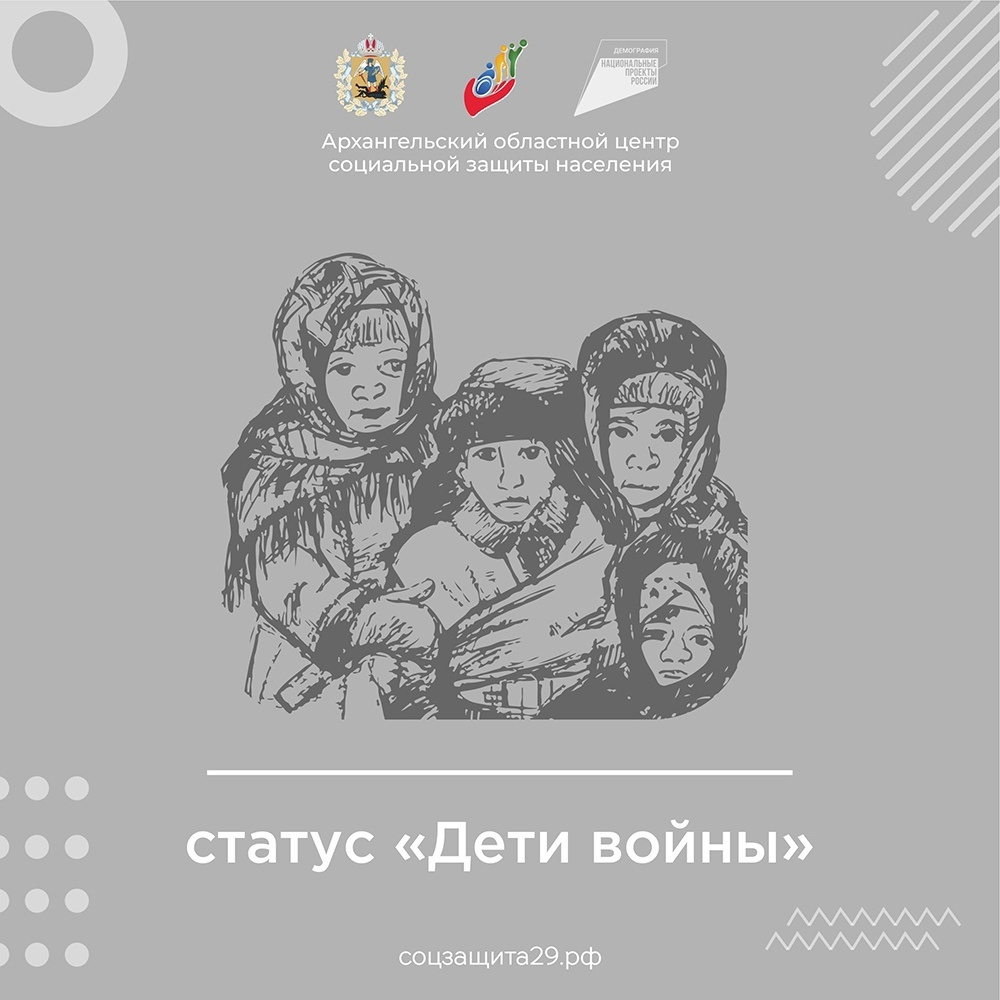 ДЕМОГРАФИЯ
НАЦИОНАЛЬНЫЕ
ПРОЕКТЫ
РОССИИ
Архангельский областной центр
социальной защиты населения
статус «Дети войны»
соцзащита29.рф